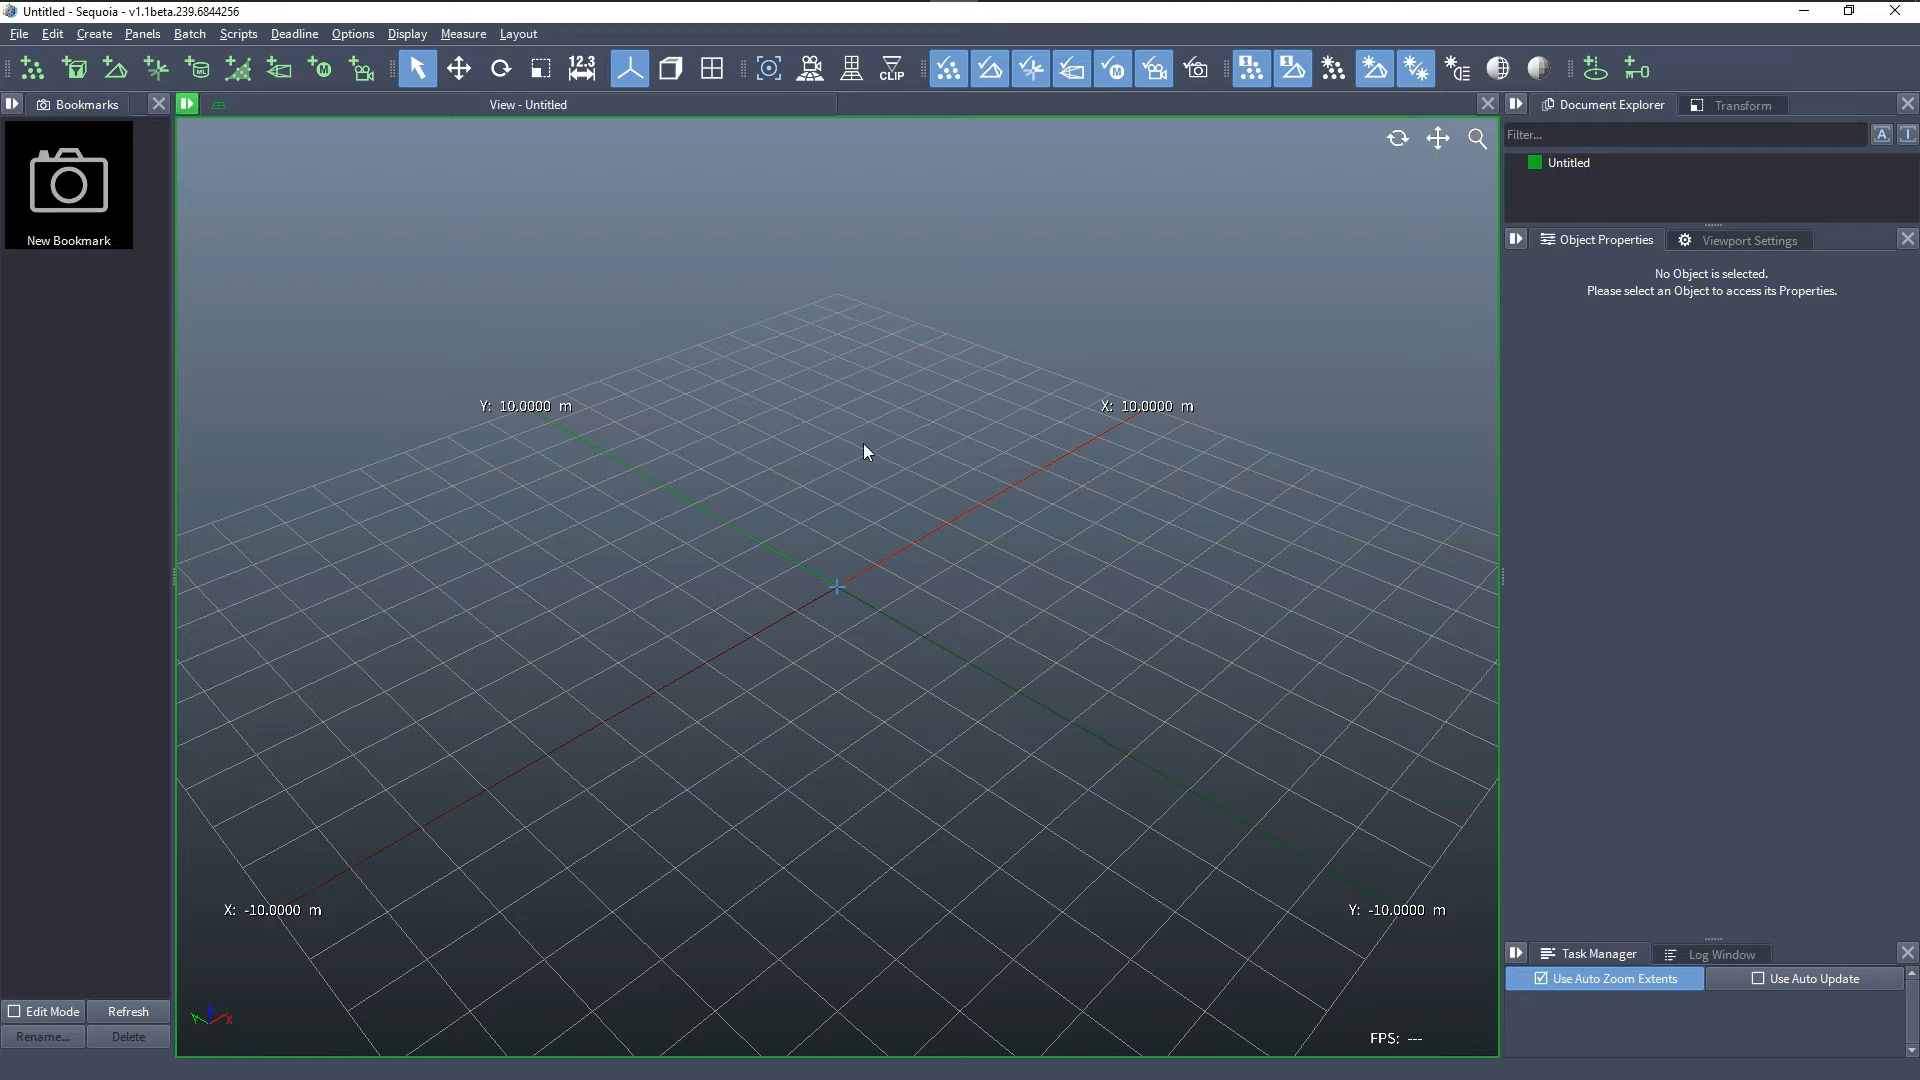 Untitled - Sequoia - v1.1beta.239.6844256
File Edit Create Panels Batch Scripts Deadline Options Display Measure Layout
ML M 12.3 CLIP M 1 1
Bookmarks View - Untitled Document Explorer Transform
Filter... A I
Untitled
New Bookmark
Object Properties Viewport Settings
No Object is selected.
Please select an Object to access its Properties.
Y: 10.0000 m X: 10.0000 m
X: -10.0000 m Y: -10.0000 m
Task Manager Log Window
Use Auto Zoom Extents Use Auto Update
Edit Mode Refresh
Rename... Delete
Y X
FPS: ---